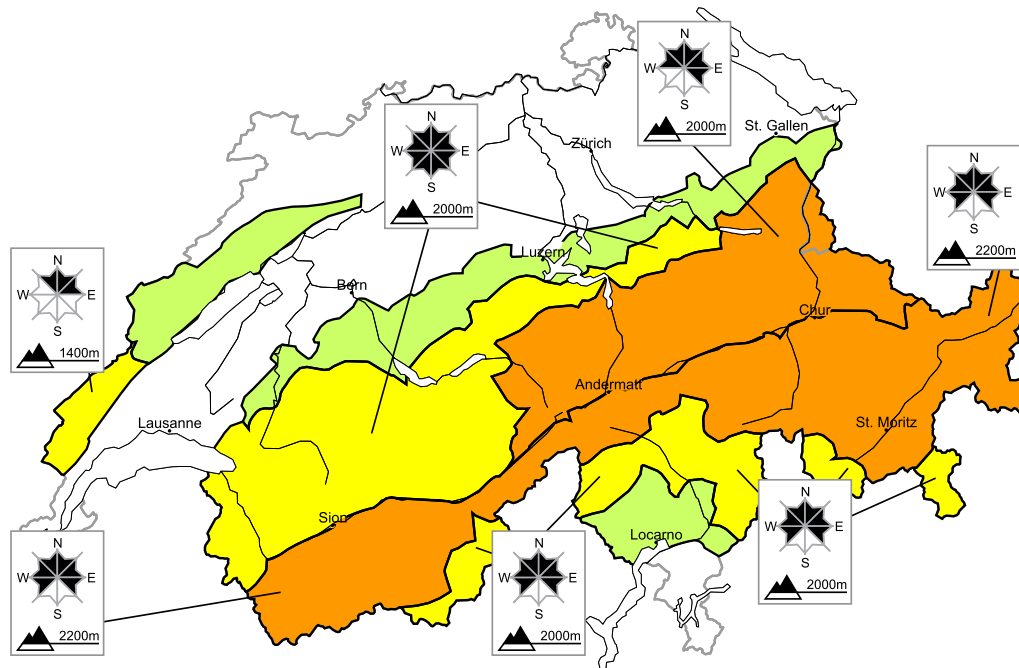 N
W E
S
2000m
St. Gallen
Zürich
N
W E
S
2000m
N
W E
S
2200m
Luzern
Bern
N
W E
S
1400m
Chur
Andermatt
Lausanne
St. Moritz
Sion
Locarno
N
W E
S
2000m
N
W E
S
2200m
N
W E
S
2000m